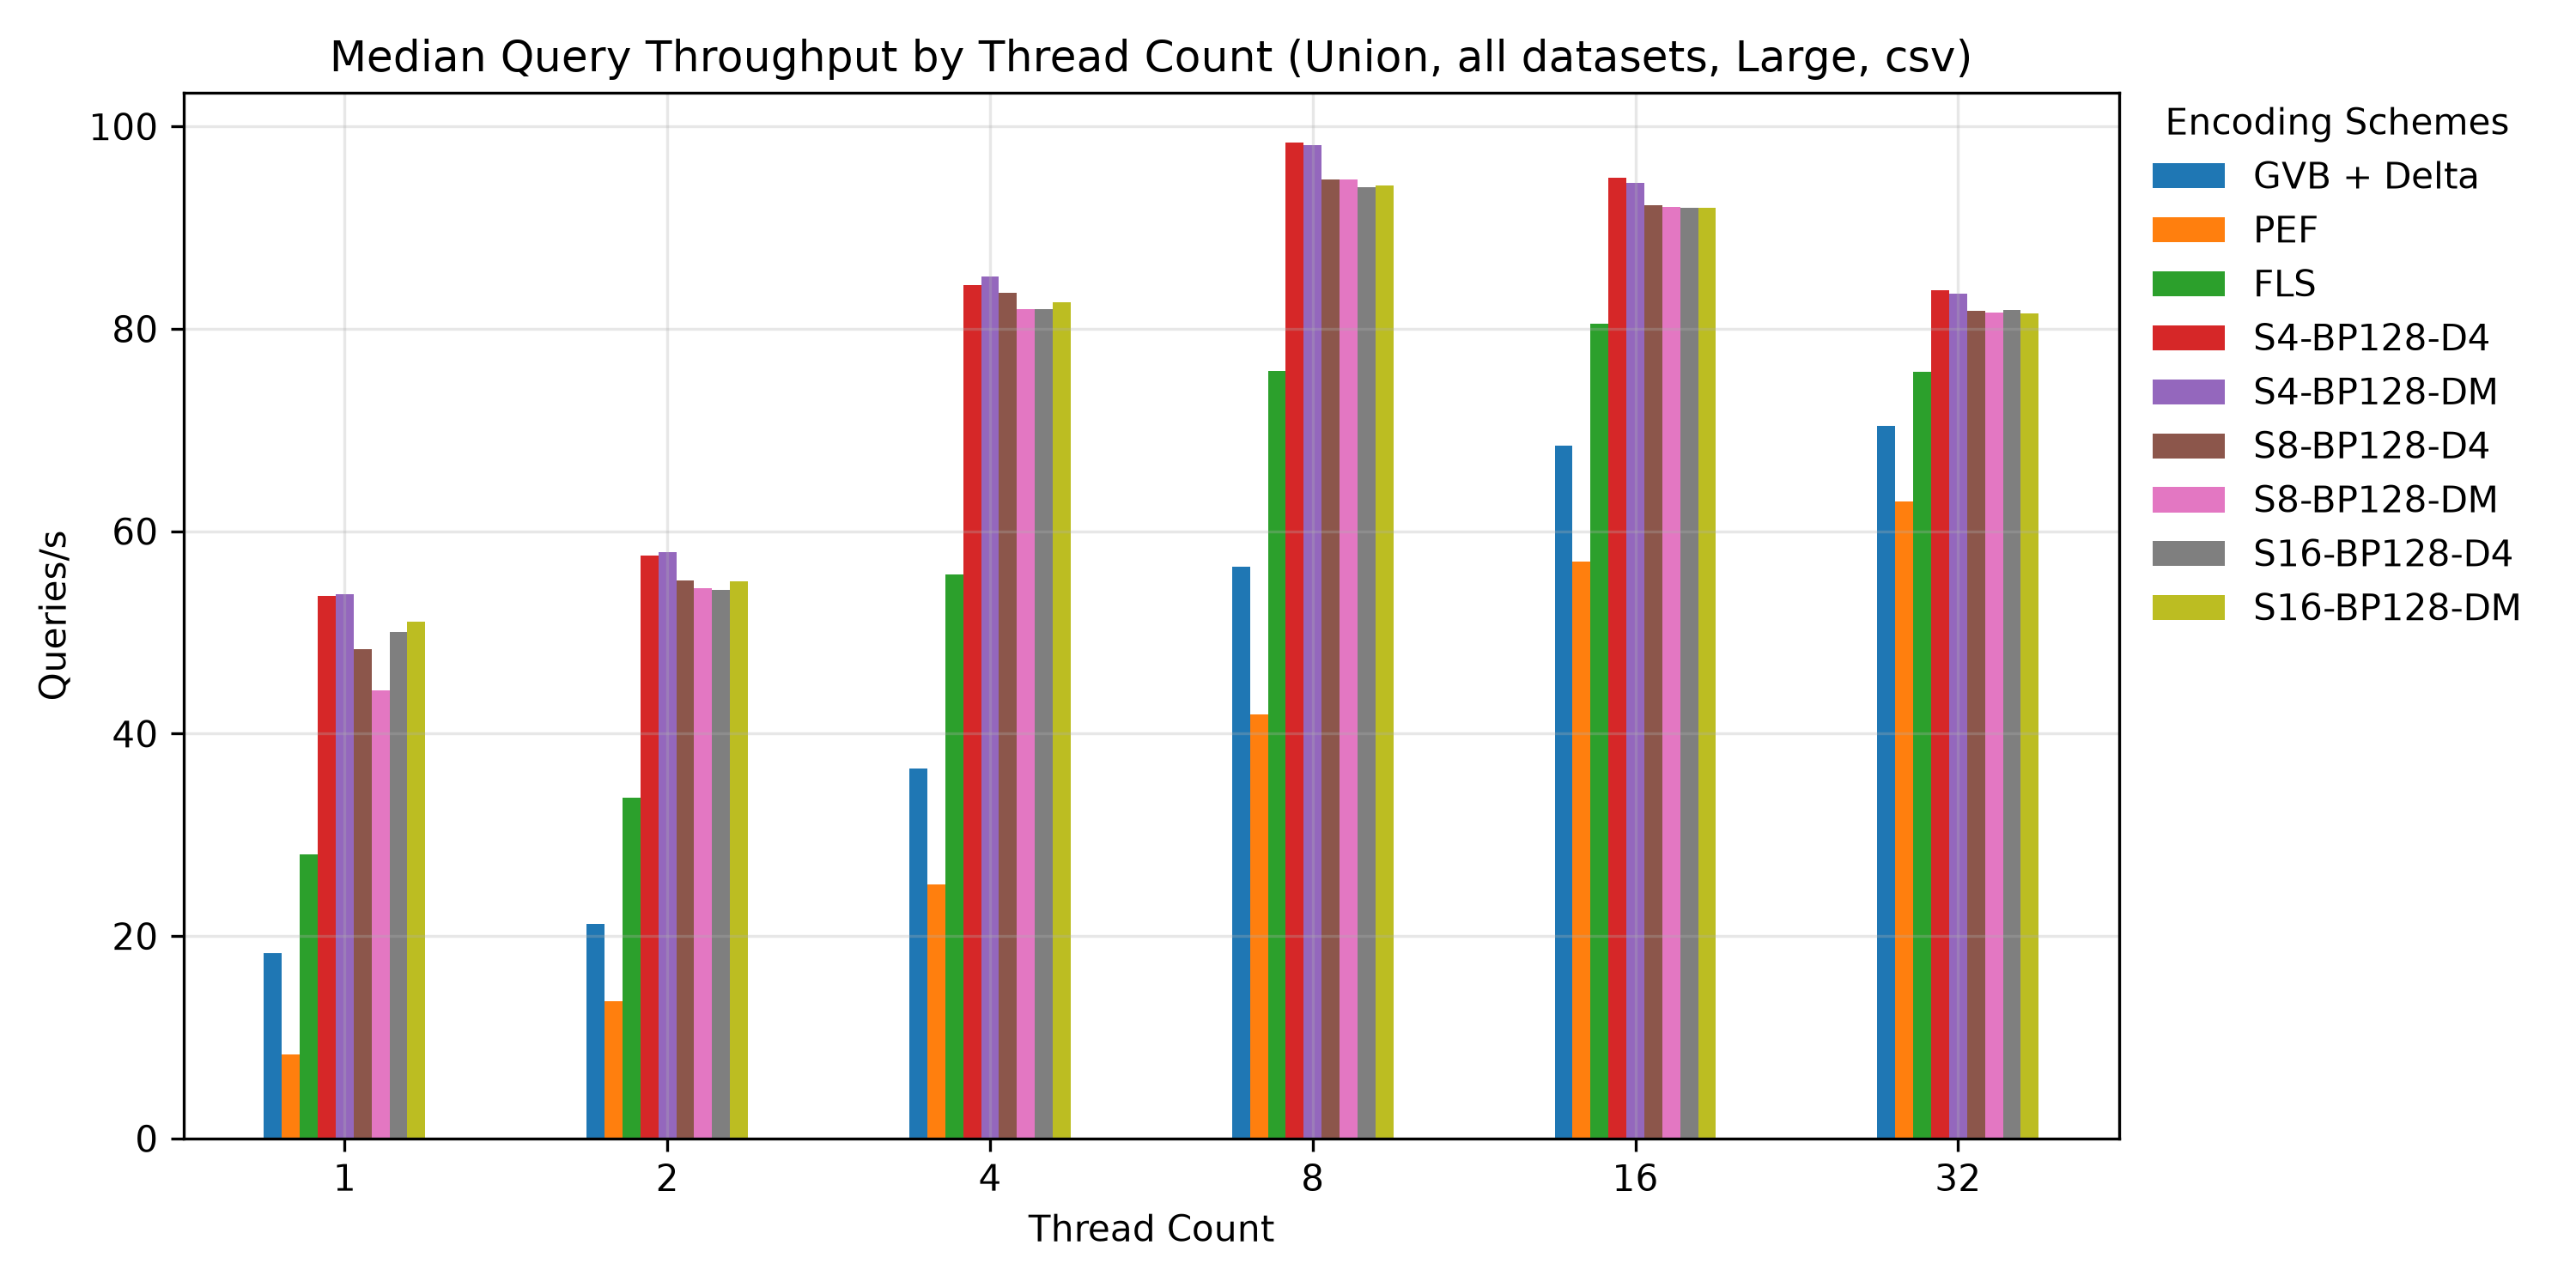 Median Query Throughput by Thread Count (Union, all datasets, Large, csv)
Queries/s
100
80
60
40
20
0
1 2 4 8 16 32
Thread Count
Encoding Schemes
GVB + Delta
PEF
FLS
S4-BP128-D4
S4-BP128-DM
S8-BP128-D4
S8-BP128-DM
S16-BP128-D4
S16-BP128-DM